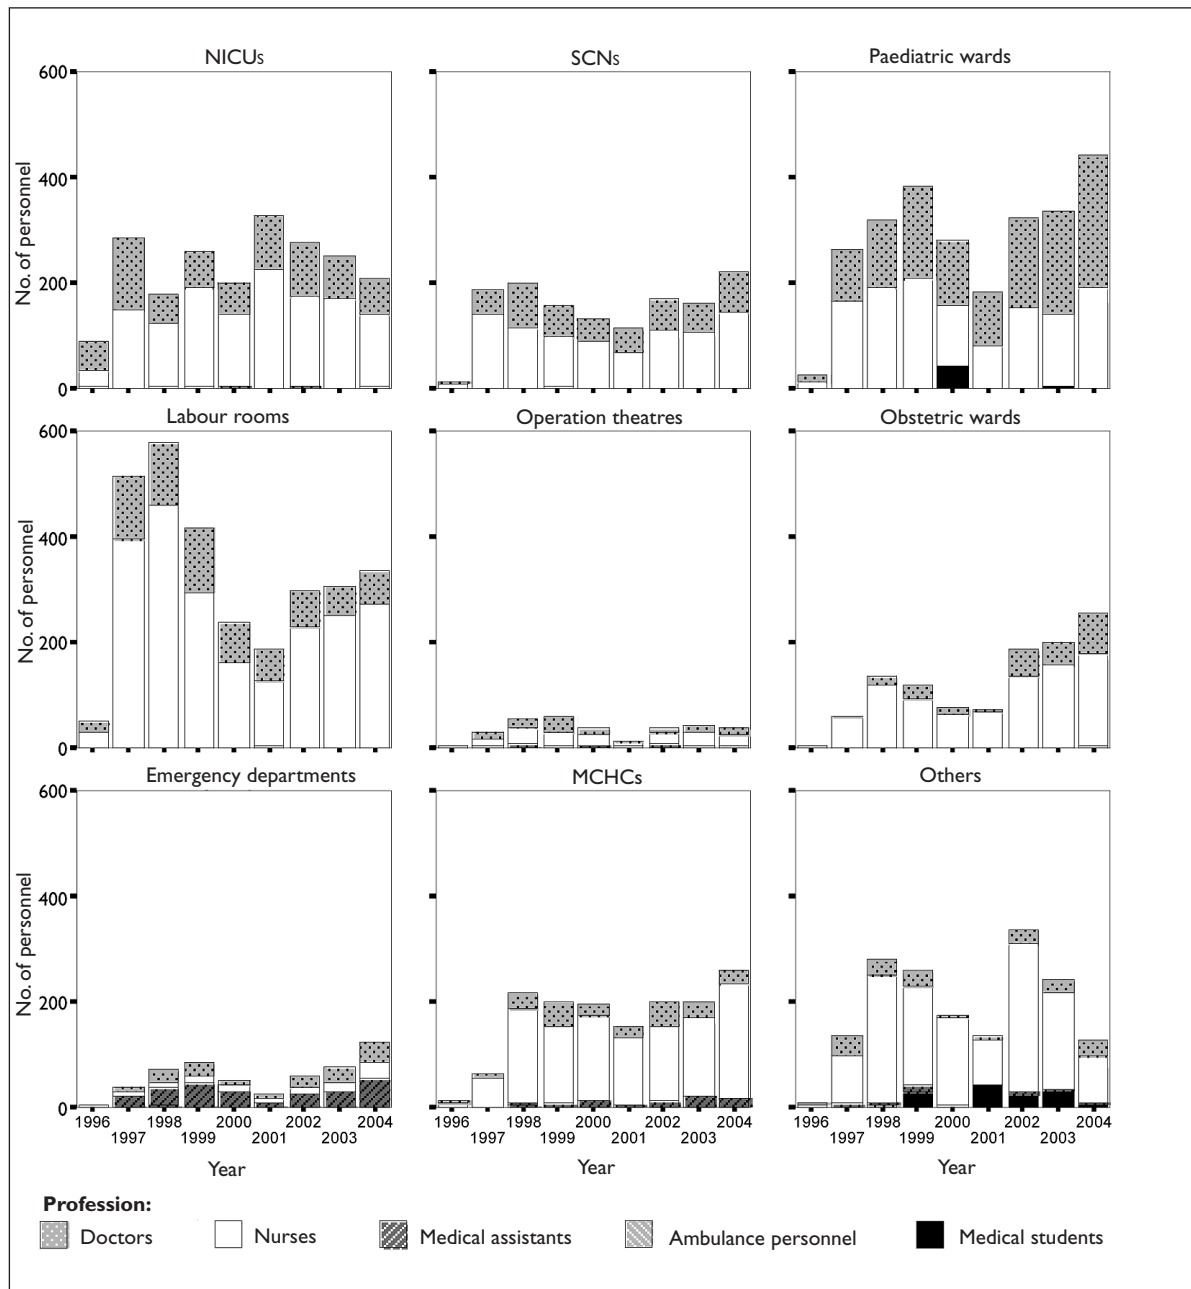 NICUs SCNs Paediatric wards
600
400
200
0
No. of personnel
Labour rooms Operation theatres Obstetric wards
600
400
200
0
No. of personnel
Emergency departments MCHCs Others
600
400
200
0
No. of personnel
1996 1998 2000 2002 2004 1996 1998 2000 2002 2004 1996 1998 2000 2002 2004
1997 1999 2001 2003 1997 1999 2001 2003 1997 1999 2001 2003
Year Year Year
Profession:
Doctors Nurses Medical assistants Ambulance personnel Medical students